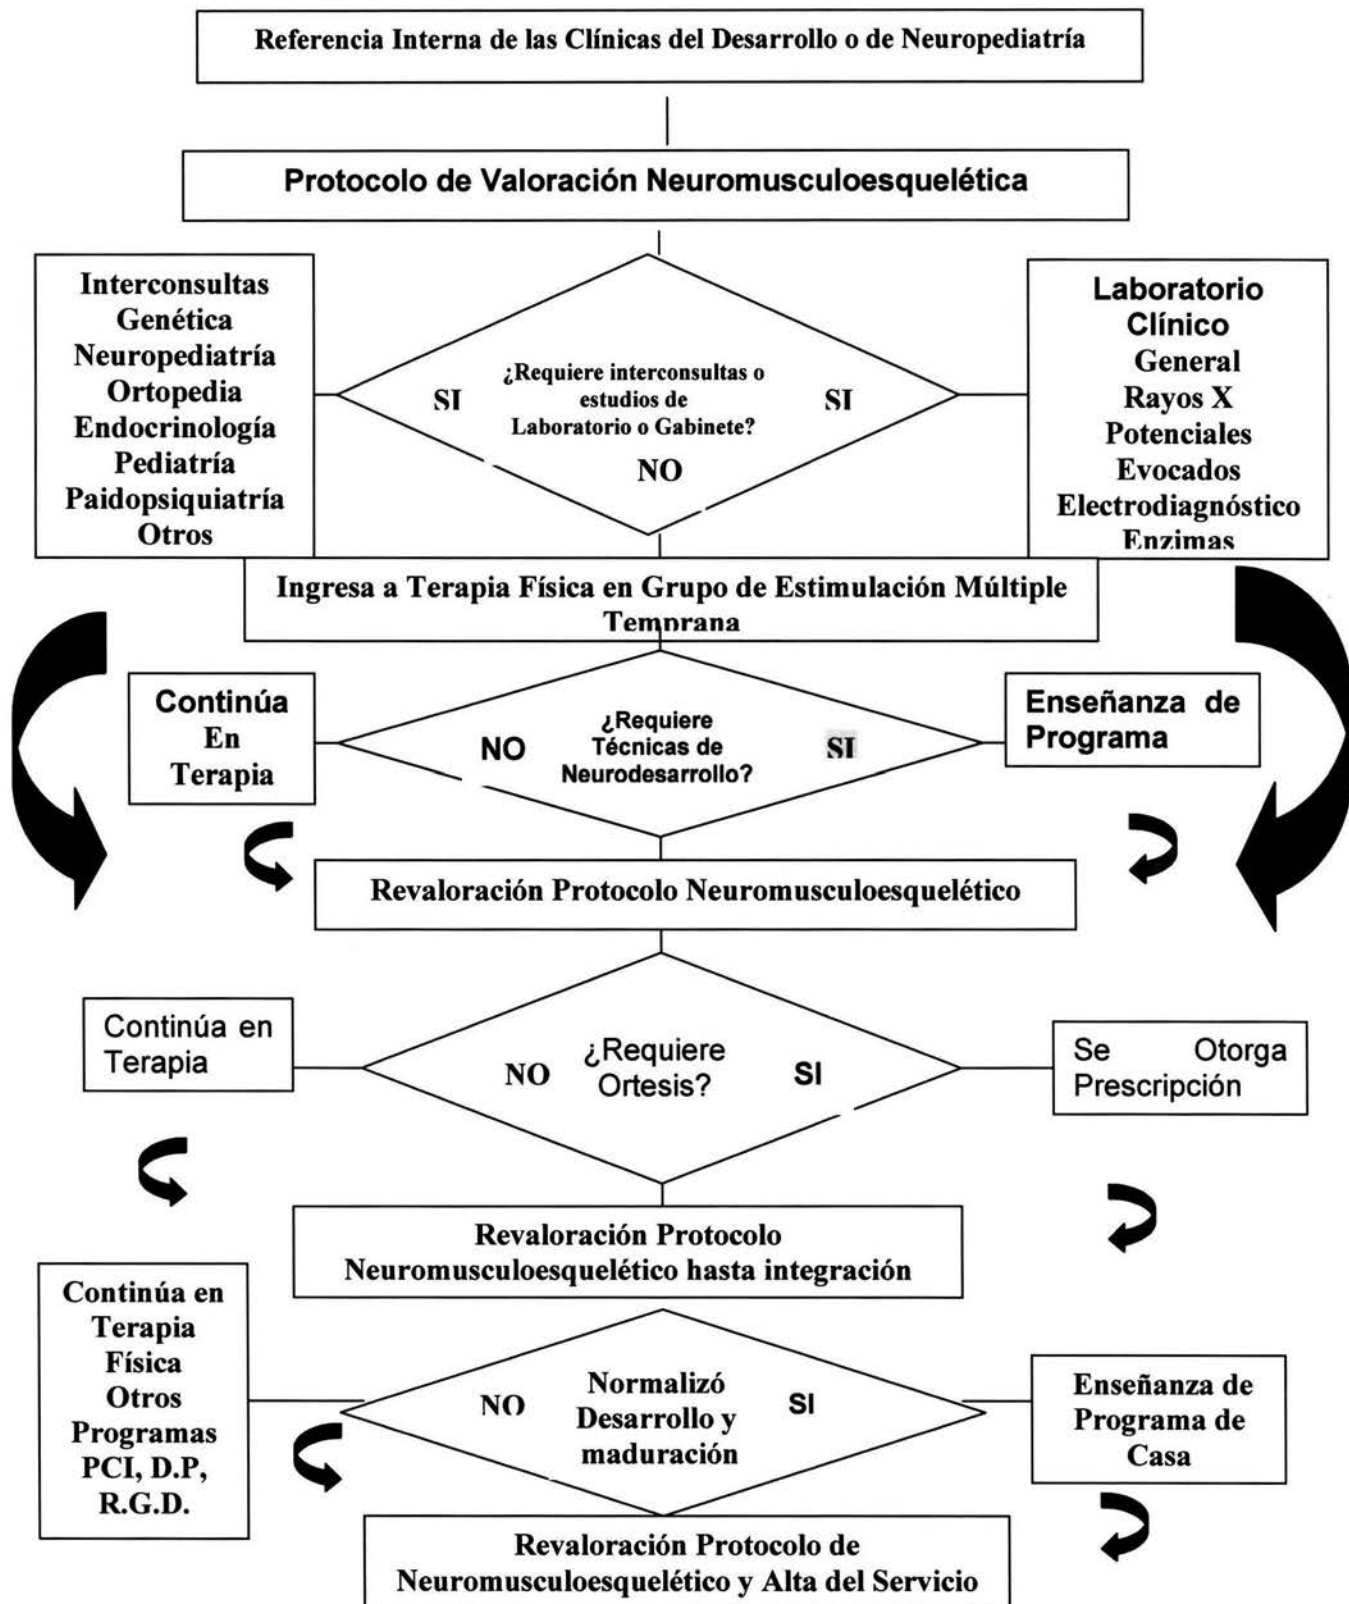 Referencia Interna de las Clínicas del Desarrollo o de Neuropediatría
Protocolo de Valoración Neuromusculoesquelética
Interconsultas
Genética
Neuropediatría
Ortopedia
Endocrinología
Pediatría
Paidopsiquiatría
Otros
SI
¿Requiere interconsultas o
estudios de
Laboratorio o Gabinete?
SI
NO
Laboratorio
Clínico
General
Rayos X
Potenciales
Evocados
Electrodiagnóstico
Enzimas
Ingresa a Terapia Física en Grupo de Estimulación Múltiple
Temprana
Continúa
En
Terapia
NO
¿Requiere
Técnicas de
Neurodesarrollo?
SI
Enseñanza de
Programa
Revaloración Protocolo Neuromusculoesquelético
Continúa en
Terapia
NO
¿Requiere
Ortesis?
SI
Se Otorga
Prescripción
Revaloración Protocolo
Neuromusculoesquelético hasta integración
Continúa en
Terapia
Física
Otros
Programas
PCI, D.P,
R.G.D.
NO
Normalizó
Desarrollo y
maduración
SI
Enseñanza de
Programa de
Casa
Revaloración Protocolo de
Neuromusculoesquelético y Alta del Servicio